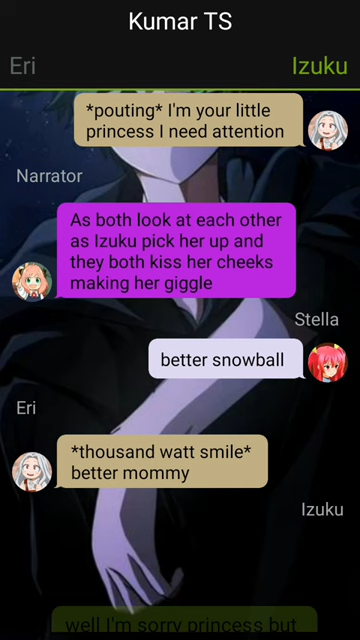 Kumar TS
Eri
Izuku
*pouting* I'm your little
princess I need attention
Narrator
As both look at each other
as Izuku pick her up and
they both kiss her cheeks
making her giggle
Stella
better snowball
Eri
*thousand watt smile*
better mommy
Izuku
well I'm sorry princess but